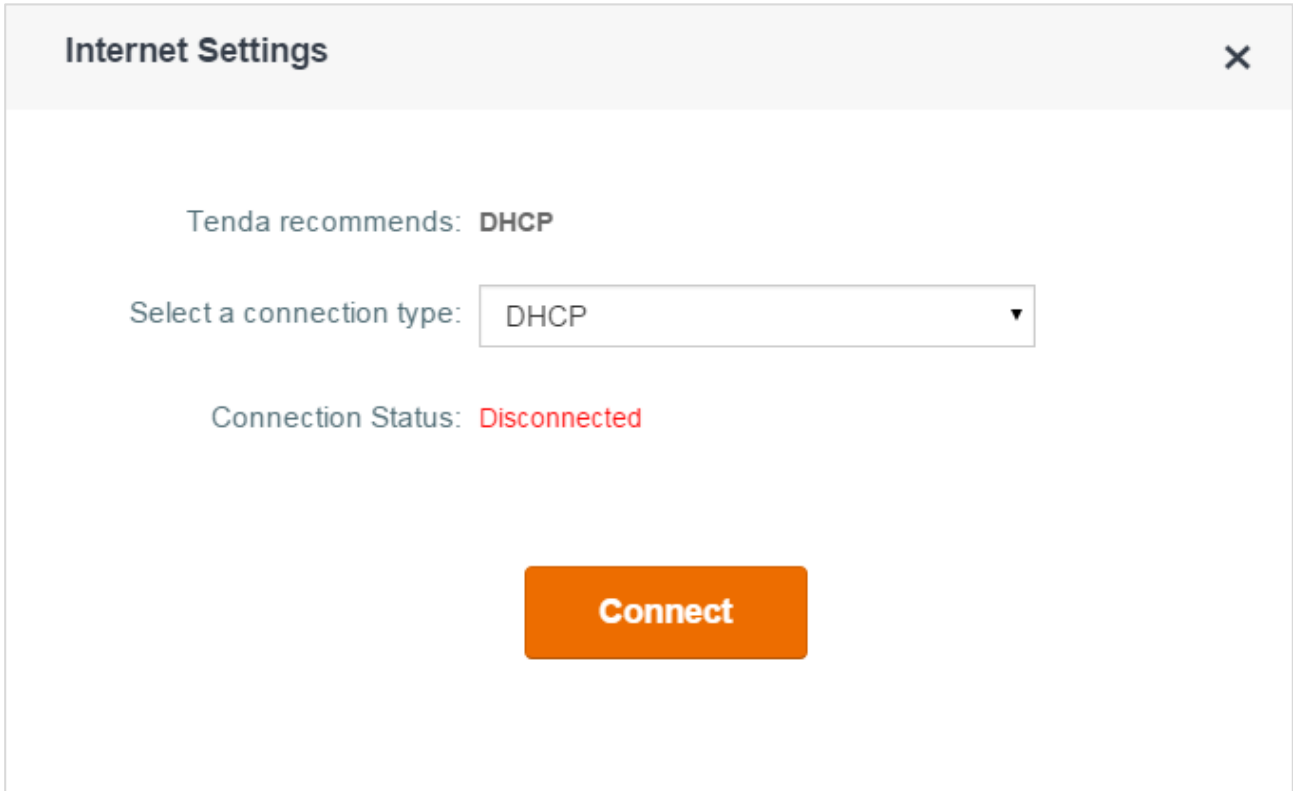 Internet Settings
Tenda recommends: DHCP
Select a connection type: DHCP
Connection Status: Disconnected
Connect